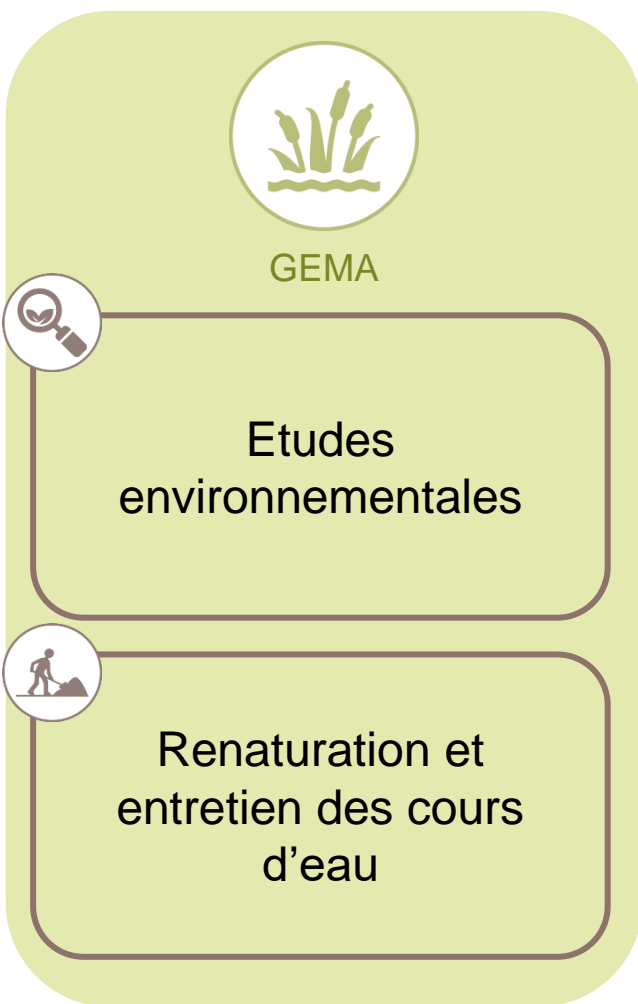 GEMA
Etudes
environnementales
Renaturation et
entretien des cours
d’eau